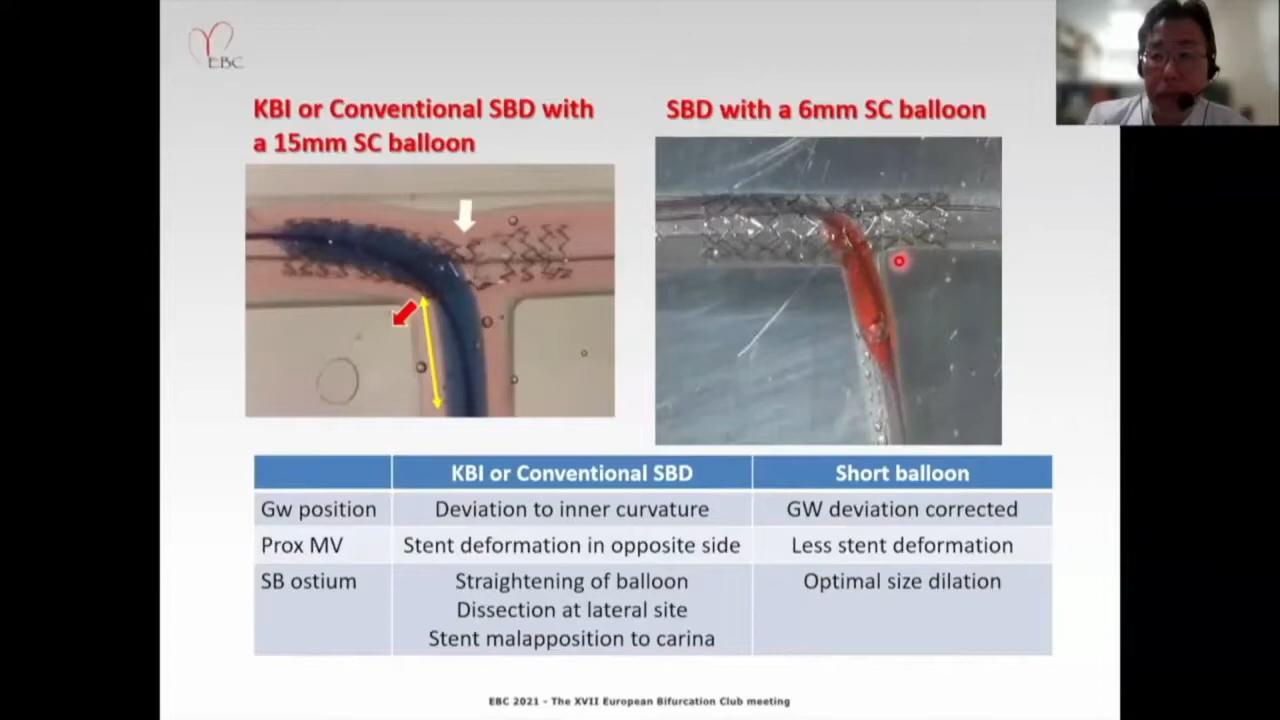 EBC
KBI or Conventional SBD with
a 15mm SC balloon
SBD with a 6mm SC balloon
KBI or Conventional SBD Short balloon
Gw position Deviation to inner curvature GW deviation corrected
Prox MV Stent deformation in opposite side Less stent deformation
SB ostium Straightening of balloon Optimal size dilation
Dissection at lateral site
Stent malapposition to carina
EBC 2021 - The XVII European Bifurcation Club meeting